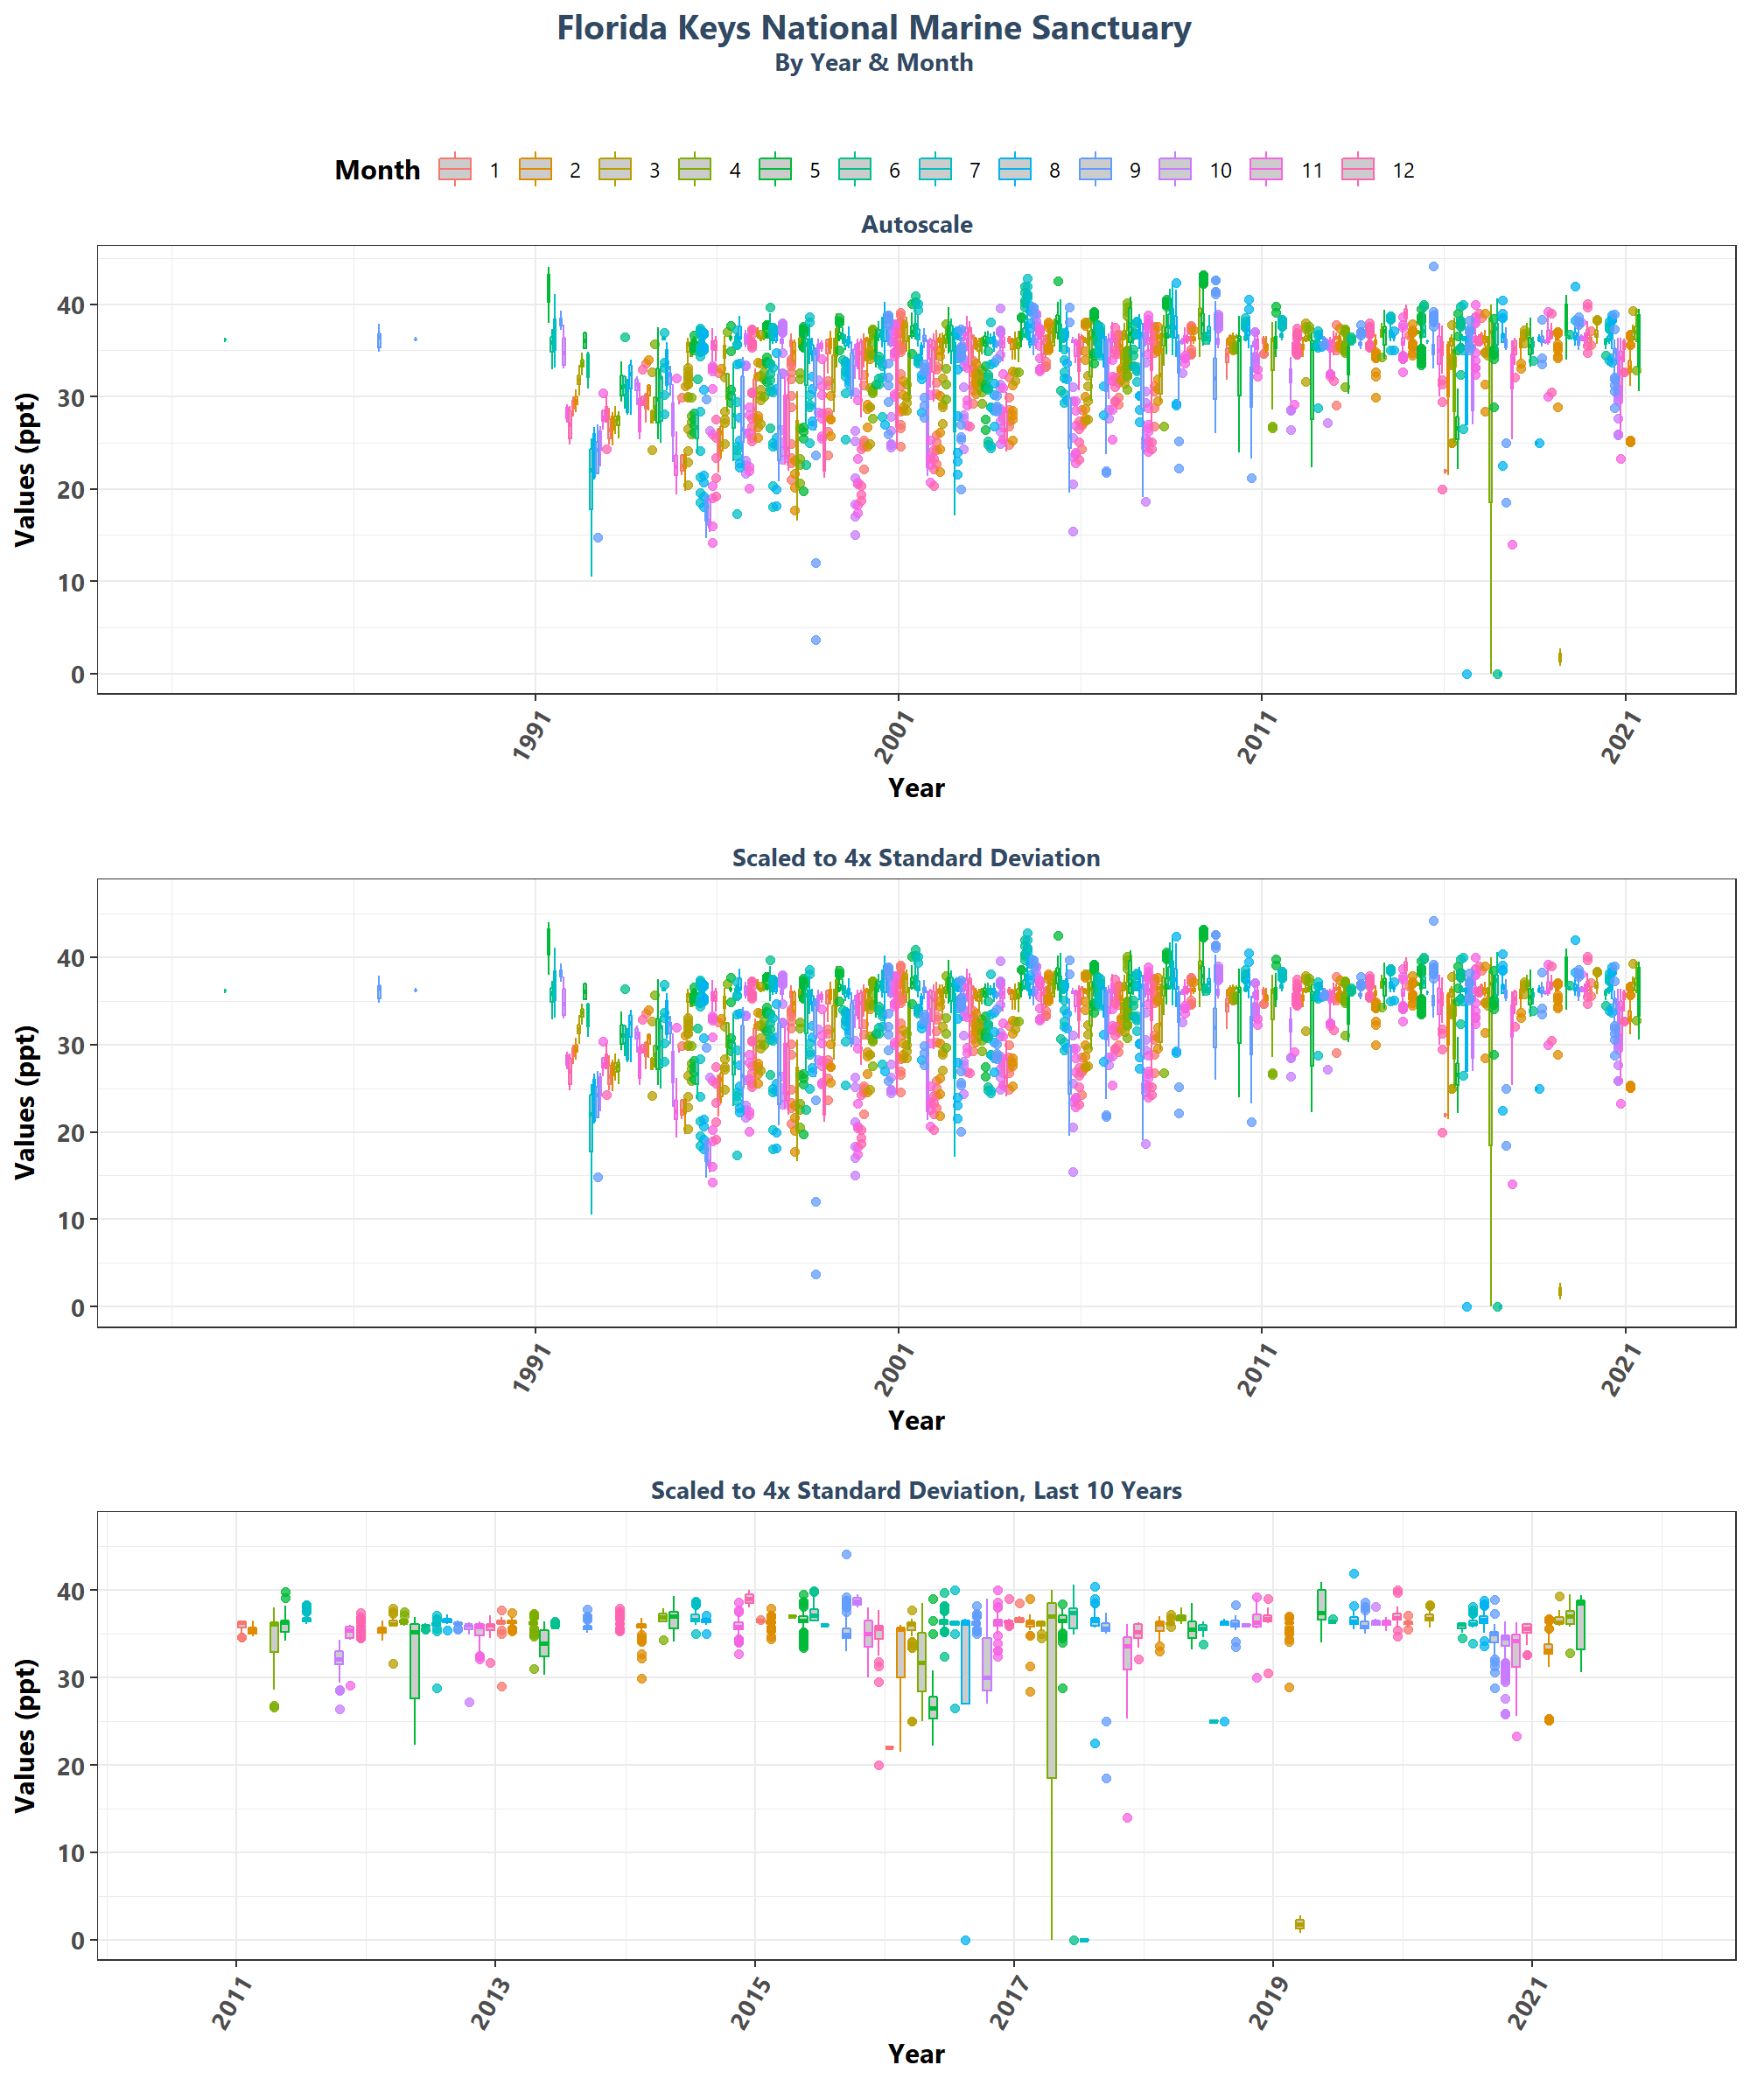 Florida Keys National Marine Sanctuary
By Year & Month
Month 1 2 3 4 5 6 7 8 9 10 11 12
Autoscale
Values (ppt)
40
30
20
10
0
1991 2001 2011 2021
Year
Scaled to 4x Standard Deviation
Values (ppt)
40
30
20
10
0
1991 2001 2011 2021
Year
Scaled to 4x Standard Deviation, Last 10 Years
Values (ppt)
40
30
20
10
0
2011 2013 2015 2017 2019 2021
Year